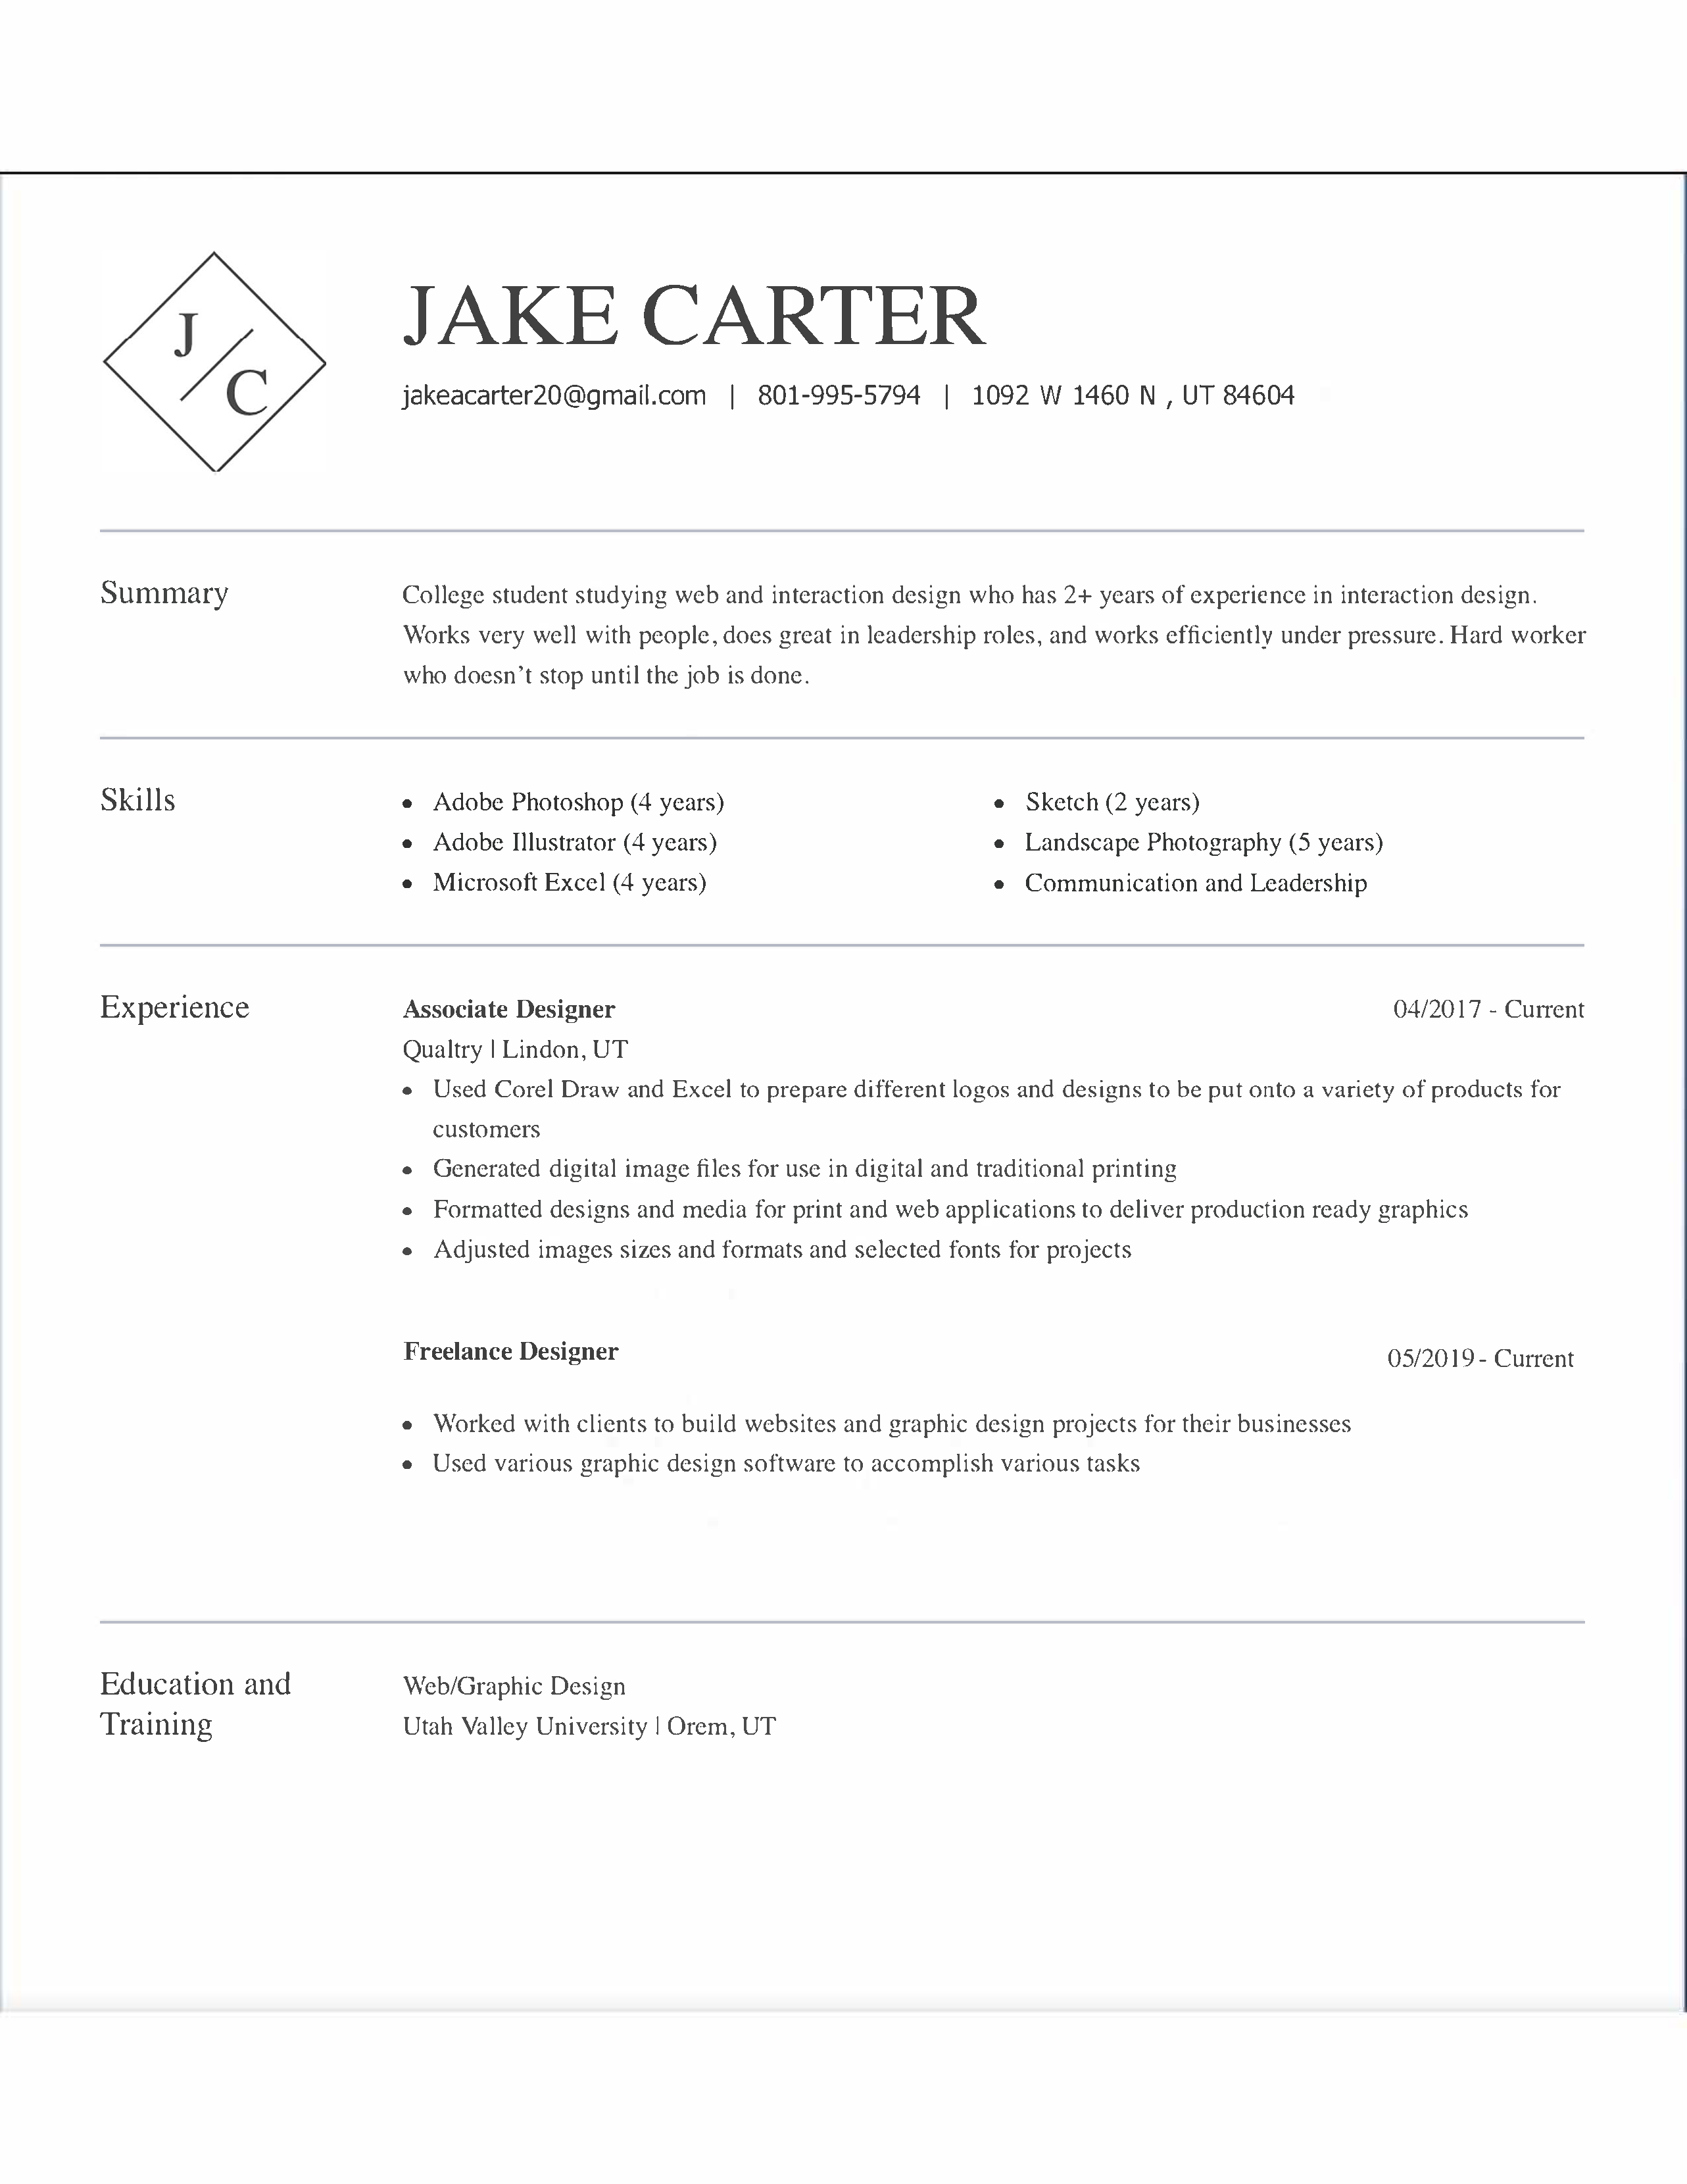 J
C
JAKE CARTER
jakeacarter20@gmail.com | 801-995-5794 | 1092 W 1460 N , UT 84604
Summary
College student studying web and interaction design who has 2+ years of experience in interaction design.
Works very well with people, does great in leadership roles, and works efficiently under pressure. Hard worker
who doesn't stop until the job is done.
Skills
• Adobe Photoshop (4 years)
• Adobe Illustrator (4 years)
• Microsoft Excel (4 years)
• Sketch (2 years)
• Landscape Photography (5 years)
• Communication and Leadership
Experience
Associate Designer 04/2017 - Current
Qualtry | Lindon, UT
• Used Corel Draw and Excel to prepare different logos and designs to be put onto a variety of products for
customers
• Generated digital image files for use in digital and traditional printing
• Formatted designs and media for print and web applications to deliver production ready graphics
• Adjusted images sizes and formats and selected fonts for projects
Freelance Designer 05/2019 - Current
• Worked with clients to build websites and graphic design projects for their businesses
• Used various graphic design software to accomplish various tasks
Education and
Training
Web/Graphic Design
Utah Valley University | Orem, UT